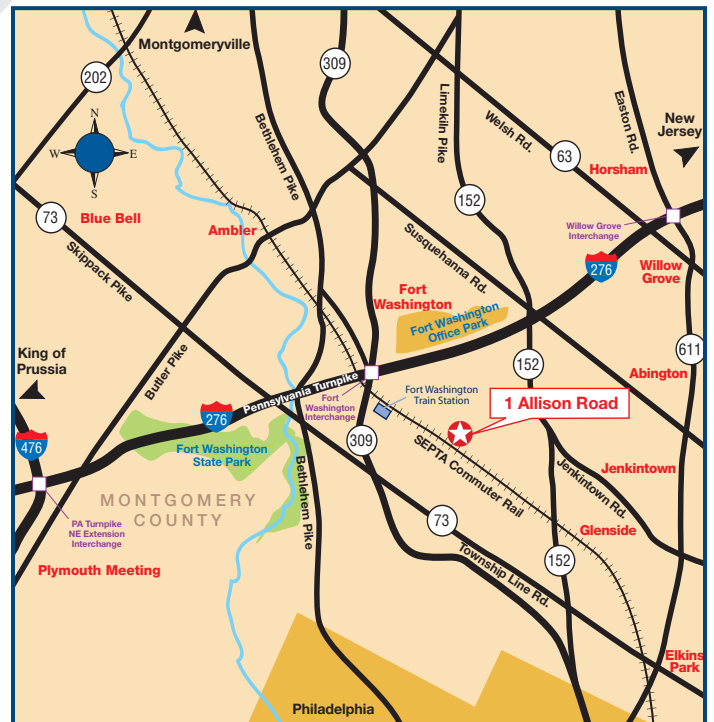 Montgomeryville
309
202
Bethlehem Pike
Limekiln Pike
Easton Rd.
Welsh Rd.
New
Jersey
63
Horsham
N
W
E
S
152
73
Blue Bell
Ambler
Willow Grove
Interchange
Skippack Pike
Susquehanna Rd.
276
Willow
Grove
Fort
Washington
Fort Washington
Office Park
King of
Prussia
Butler Pike
152
611
Abington
Pennsylvania Turnpike
Fort
Washington
Interchange
Fort Washington
Train Station
1 Allison Road
276
476
309
Fort Washington
State Park
SEPTA Commuter Rail
Jenkintown
Jenkintown Rd.
MONTGOMERY
COUNTY
Bethlehem Pike
73
Glenside
PA Turnpike
NE Extension
Interchange
Township Line Rd.
152
Plymouth Meeting
Elkins
Park
Philadelphia